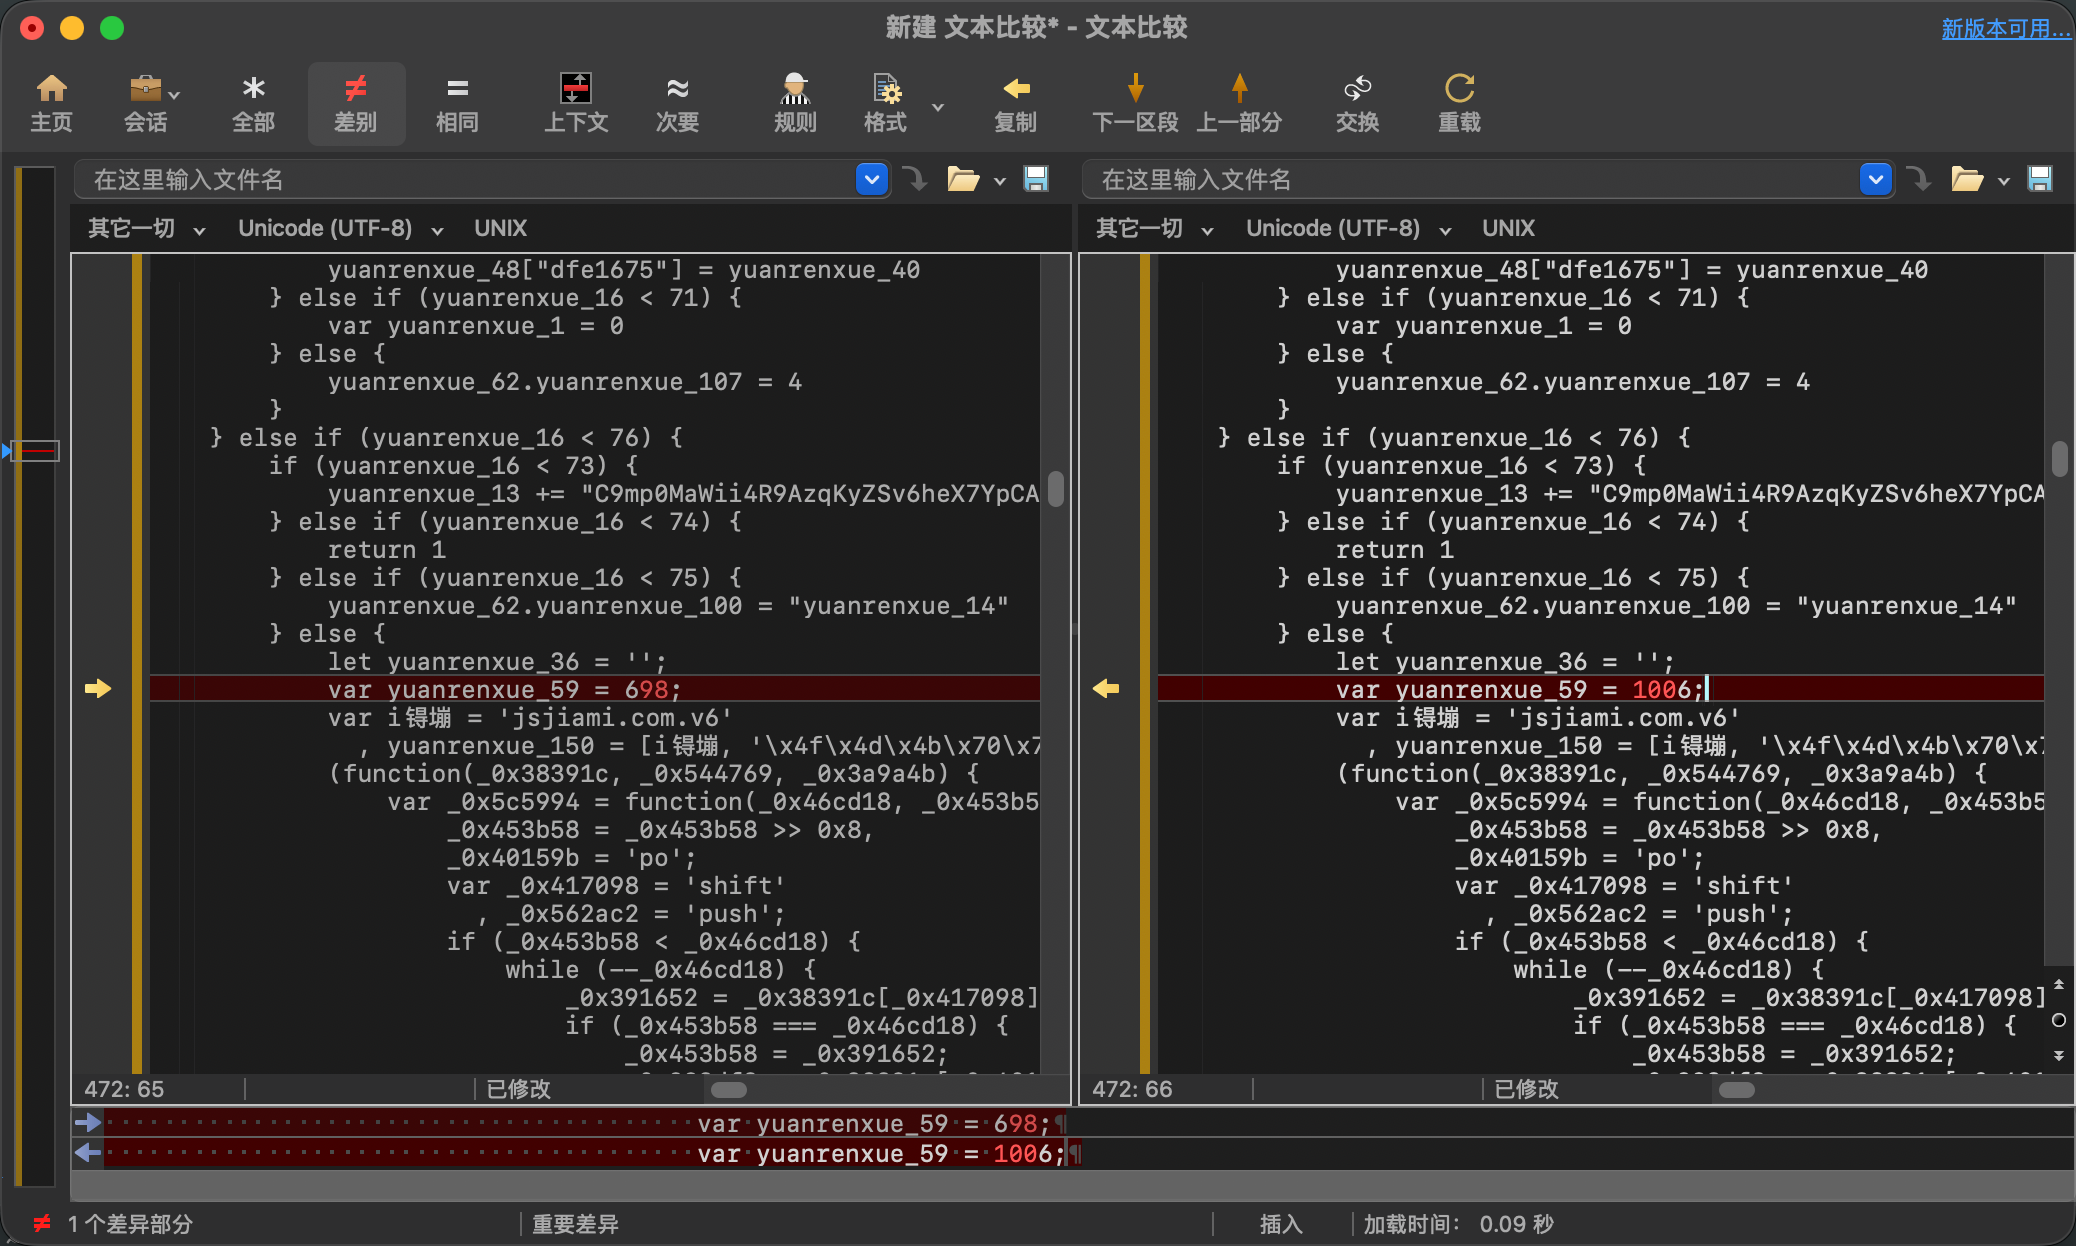 新建 文本比较* - 文本比较
新版本可用...
主页 会话 全部 差别 相同 上下文 次要 规则 格式 复制 下一区段 上一部分 交换 重载
在这里输入文件名
其它一切 Unicode (UTF-8) UNIX
yuanrenxue_48["dfe1675"] = yuanrenxue_40
} else if (yuanrenxue_16 < 71) {
var yuanrenxue_1 = 0
} else {
yuanrenxue_62.yuanrenxue_107 = 4
}
} else if (yuanrenxue_16 < 76) {
if (yuanrenxue_16 < 73) {
yuanrenxue_13 += "C9mp0MaWii4R9AzqKyZSv6heX7YpCA
} else if (yuanrenxue_16 < 74) {
return 1
} else if (yuanrenxue_16 < 75) {
yuanrenxue_62.yuanrenxue_100 = "yuanrenxue_14"
} else {
let yuanrenxue_36 = '';
var yuanrenxue_59 = 698;
var i锝堋 = 'jsjiami.com.v6'
, yuanrenxue_150 = [i锝堋, '\x4f\x4d\x4b\x70\x7
(function(_0x38391c, _0x544769, _0x3a9a4b) {
var _0x5c5994 = function(_0x46cd18, _0x453b5
_0x453b58 = _0x453b58 >> 0x8,
_0x40159b = 'po';
var _0x417098 = 'shift'
, _0x562ac2 = 'push';
if (_0x453b58 < _0x46cd18) {
while (--_0x46cd18) {
_0x391652 = _0x38391c[_0x417098]
if (_0x453b58 === _0x46cd18) {
_0x453b58 = _0x391652;
472: 65 已修改
在这里输入文件名
其它一切 Unicode (UTF-8) UNIX
yuanrenxue_48["dfe1675"] = yuanrenxue_40
} else if (yuanrenxue_16 < 71) {
var yuanrenxue_1 = 0
} else {
yuanrenxue_62.yuanrenxue_107 = 4
}
} else if (yuanrenxue_16 < 76) {
if (yuanrenxue_16 < 73) {
yuanrenxue_13 += "C9mp0MaWii4R9AzqKyZSv6heX7YpCA
} else if (yuanrenxue_16 < 74) {
return 1
} else if (yuanrenxue_16 < 75) {
yuanrenxue_62.yuanrenxue_100 = "yuanrenxue_14"
} else {
let yuanrenxue_36 = '';
var yuanrenxue_59 = 1006;
var i锝堋 = 'jsjiami.com.v6'
, yuanrenxue_150 = [i锝堋, '\x4f\x4d\x4b\x70\x7
(function(_0x38391c, _0x544769, _0x3a9a4b) {
var _0x5c5994 = function(_0x46cd18, _0x453b5
_0x453b58 = _0x453b58 >> 0x8,
_0x40159b = 'po';
var _0x417098 = 'shift'
, _0x562ac2 = 'push';
if (_0x453b58 < _0x46cd18) {
while (--_0x46cd18) {
_0x391652 = _0x38391c[_0x417098]
if (_0x453b58 === _0x46cd18) {
_0x453b58 = _0x391652;
472: 66 已修改
var yuanrenxue_59 = 698;¶
var yuanrenxue_59 = 1006;¶
1 个差异部分 重要差异 插入 加载时间: 0.09 秒